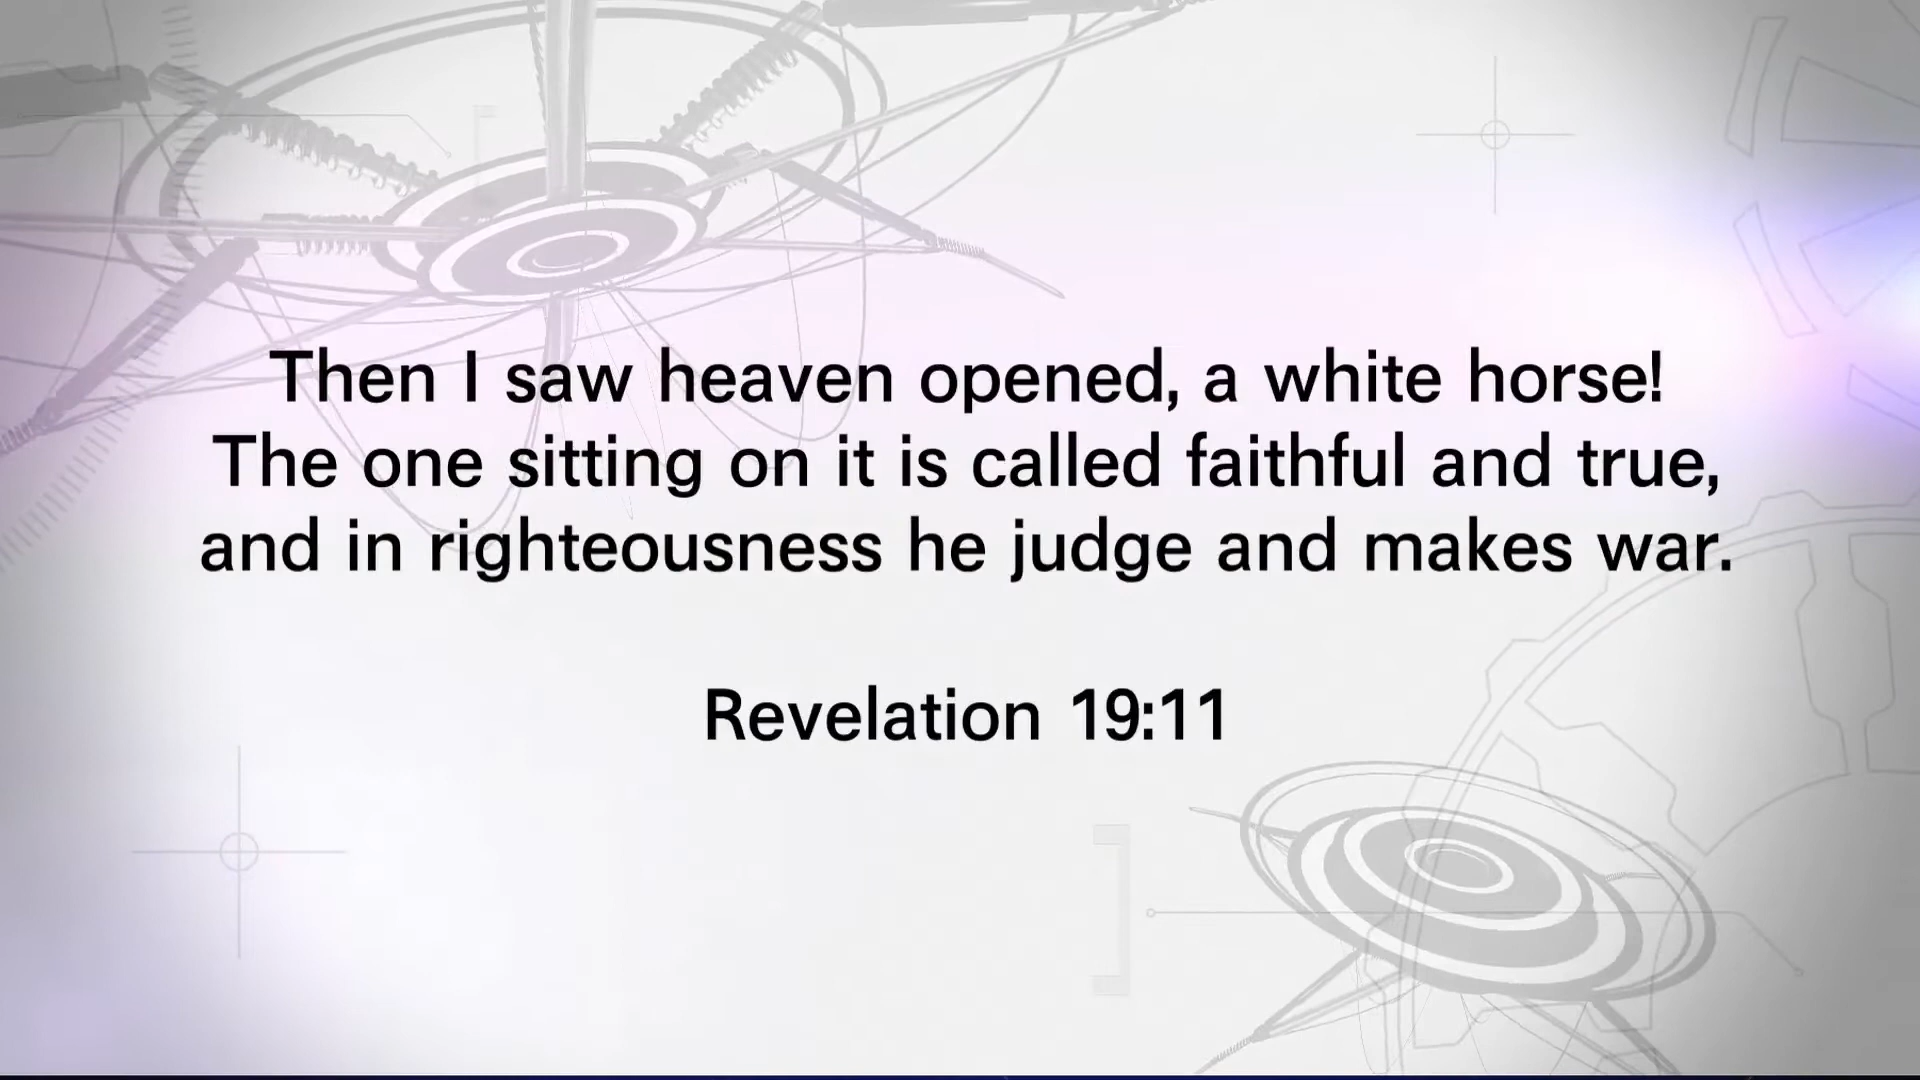 Then I saw heaven opened, a white horse!
The one sitting on it is called faithful and true,
and in righteousness he judge and makes war.
Revelation 19:11